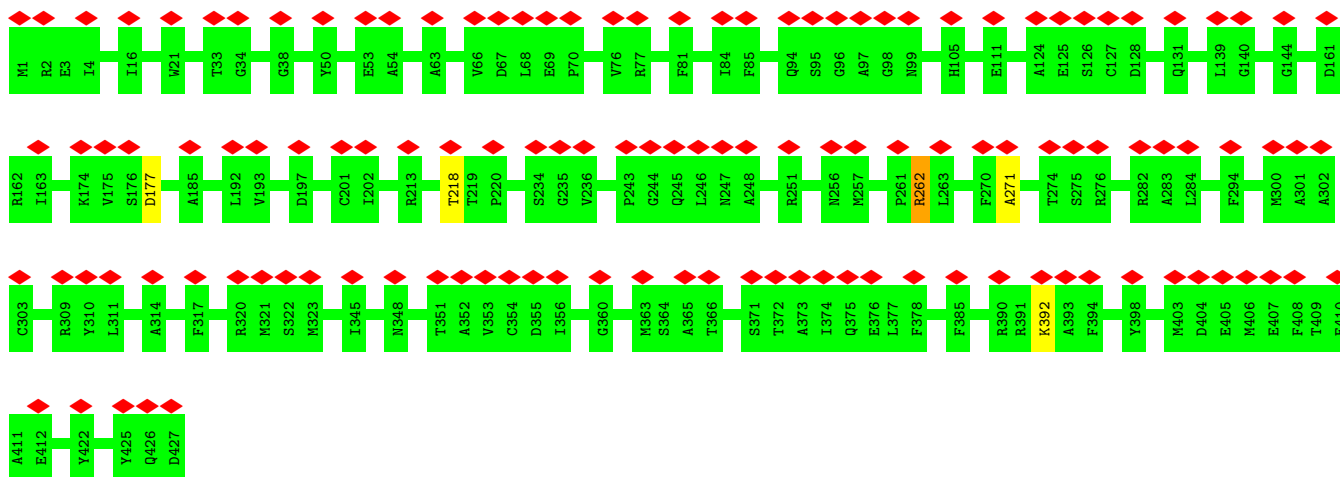 M1 R2 E3 I4 I16 W21 T33 G34 G38 Y50 E53 A54 A63 V66 D67 L68 E69 P70 V76 R77 F81 I84 F85 Q94 S95 G96 A97 G98 N99 H105 E111 A124 E125 S126 C127 D128 Q131 L139 G140 G144 D161
R162 I163 K174 V175 S176 D177 A185 L192 V193 D197 C201 I202 R213 T218 T219 P220 S234 G235 V236 P243 G244 Q245 L246 N247 A248 R251 N256 M257 P261 R262 L263 F270 A271 T274 S275 R276 R282 A283 L284 F294 M300 A301 A302
C303 R309 Y310 L311 A314 F317 R320 M321 S322 M323 I345 N348 T351 A352 V353 C354 D355 I356 G360 M363 S364 A365 T366 S371 T372 A373 I374 Q375 E376 L377 F378 F385 R390 R391 K392 A393 F394 Y398 M403 D404 E405 M406 E407 F408 T409
A411 E412 Y422 Y425 Q426 D427